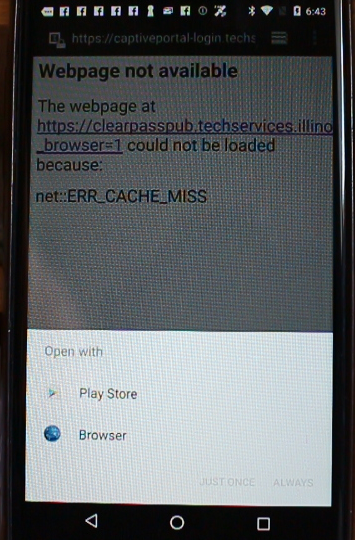 6:43
https://captiveportal-login.techs
Webpage not available
The webpage at
https://clearpasspub.techservices.illino
_browser=1 could not be loaded
because:
net::ERR_CACHE_MISS
Open with
Play Store
Browser
JUST ONCE ALWAYS